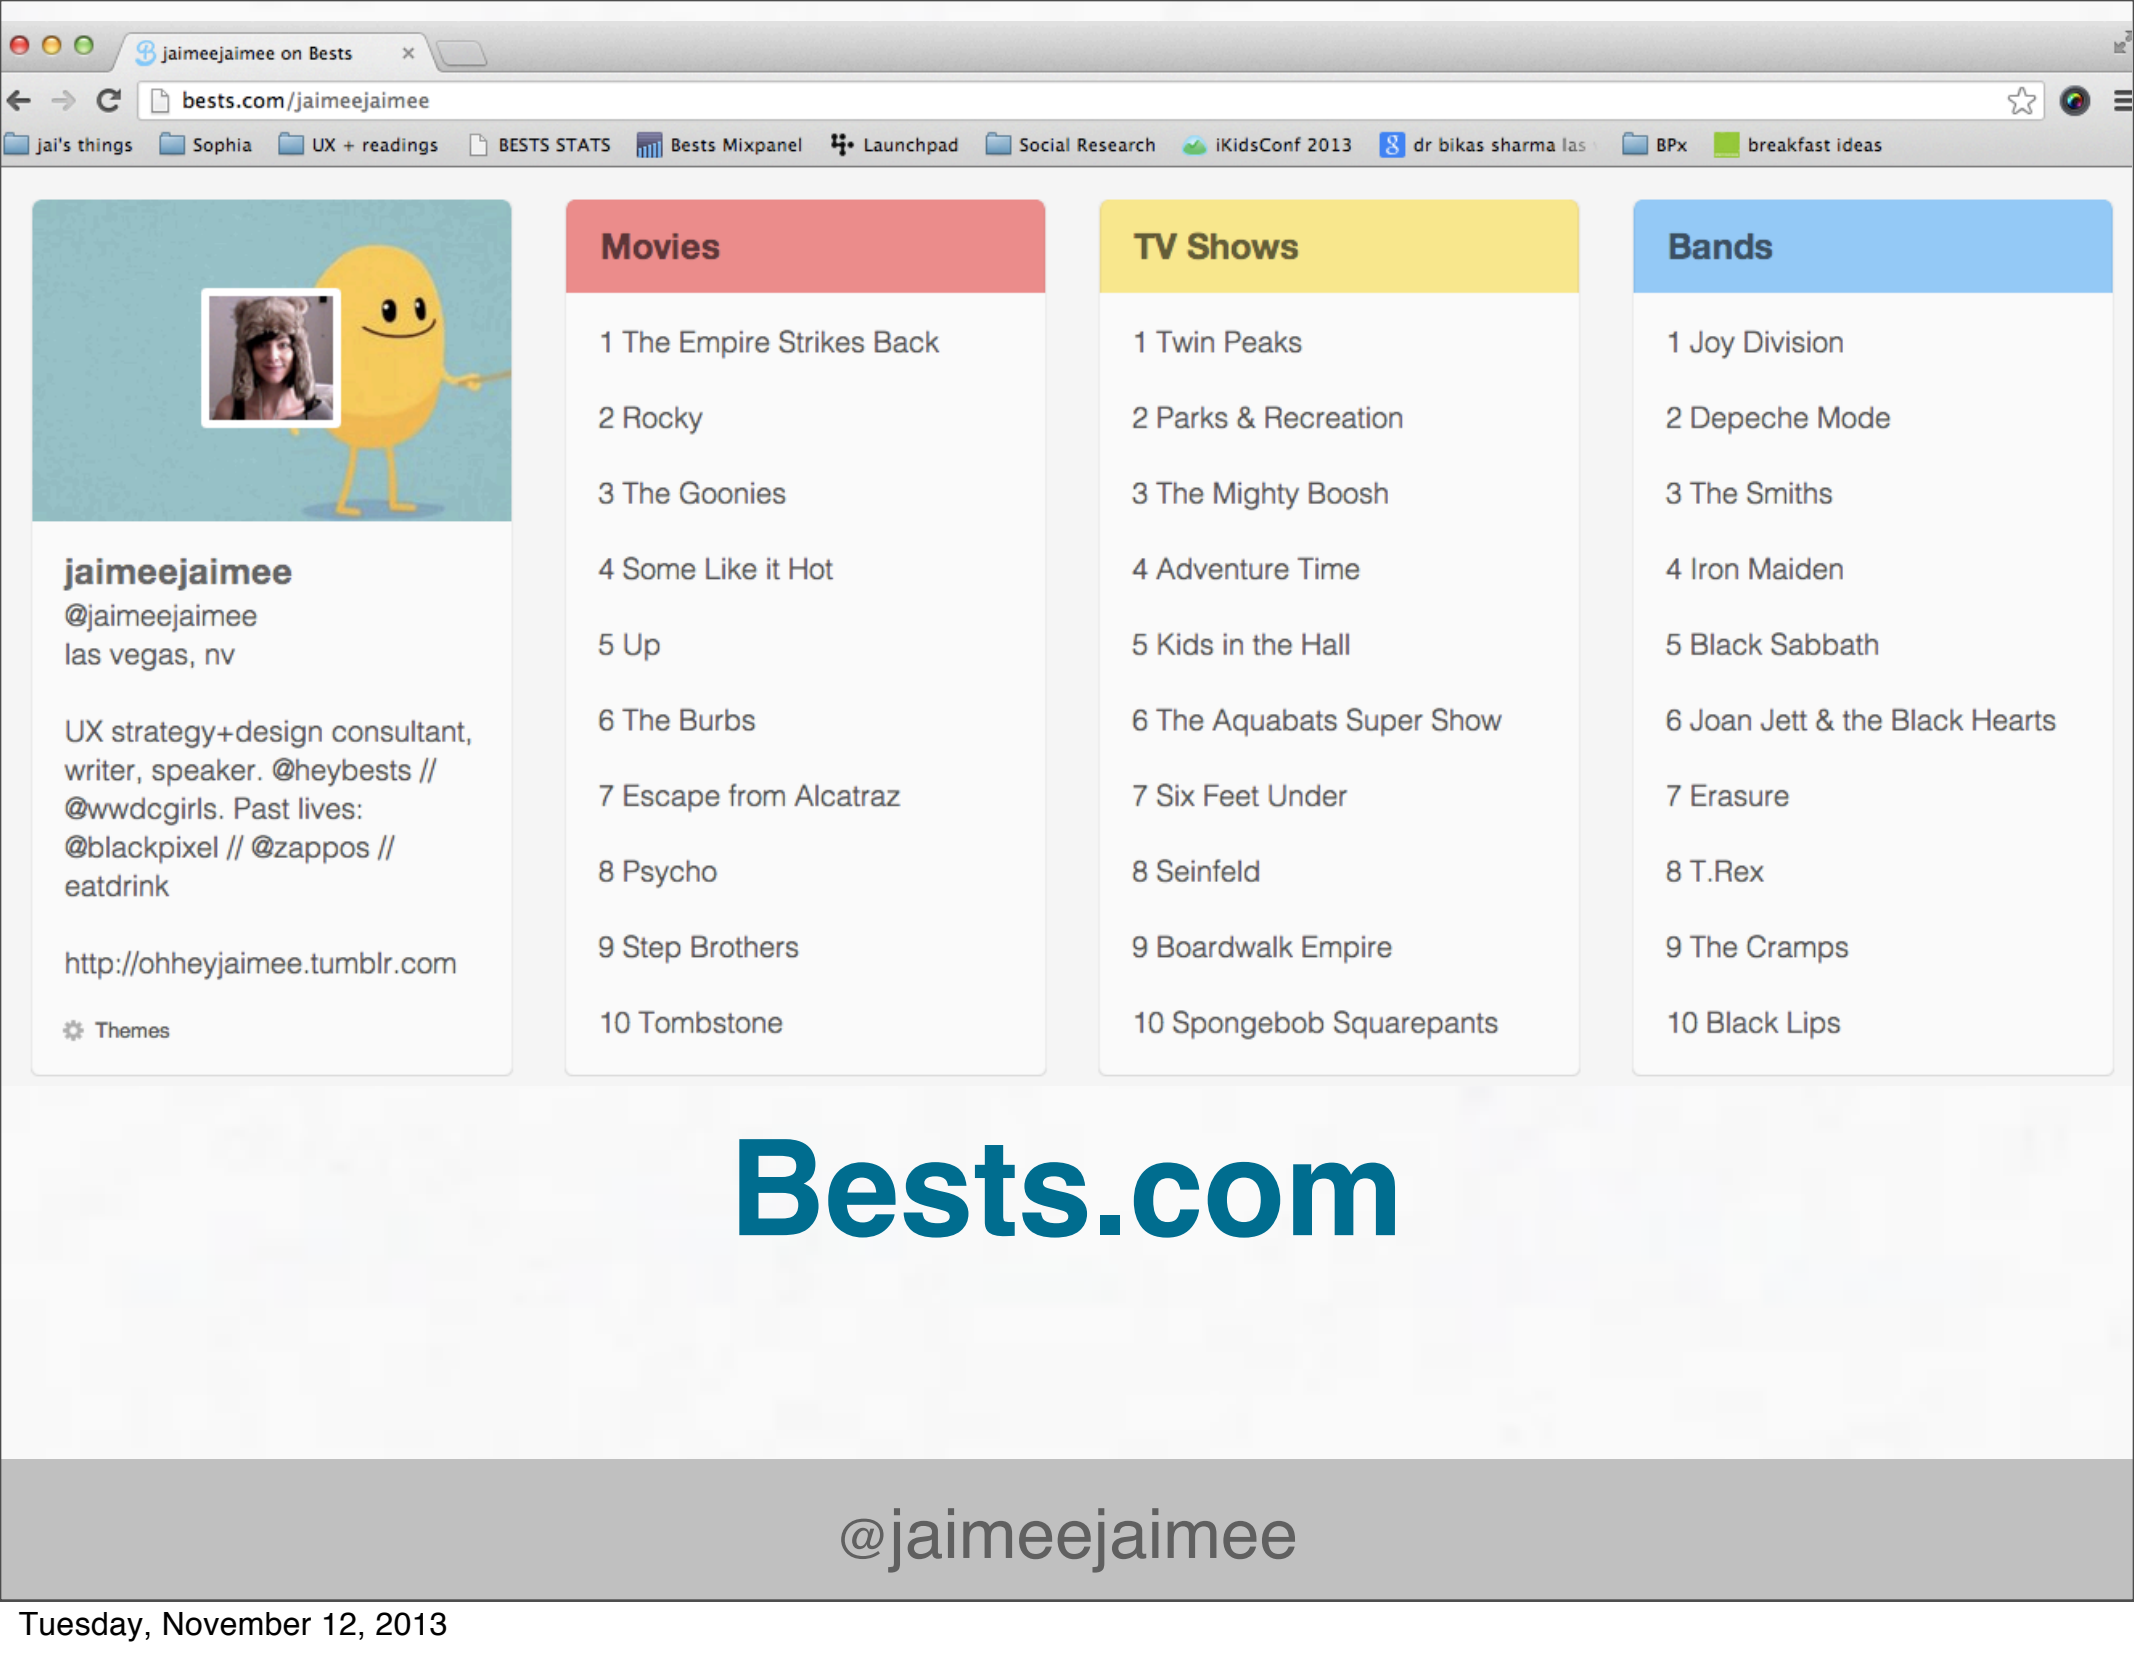 jaimeejaimee on Bests
bests.com/jaimeejaimee
jai's things Sophia UX + readings BESTS STATS Bests Mixpanel Launchpad Social Research iKidsConf 2013 dr bikas sharma las BPx breakfast ideas
jaimeejaimee
@jaimeejaimee
las vegas, nv
UX strategy+design consultant,
writer, speaker. @heybests //
@wwdcgirls. Past lives:
@blackpixel // @zappos //
eatdrink
http://ohheyjaimee.tumblr.com
Themes
Movies
1 The Empire Strikes Back
2 Rocky
3 The Goonies
4 Some Like it Hot
5 Up
6 The Burbs
7 Escape from Alcatraz
8 Psycho
9 Step Brothers
10 Tombstone
TV Shows
1 Twin Peaks
2 Parks & Recreation
3 The Mighty Boosh
4 Adventure Time
5 Kids in the Hall
6 The Aquabats Super Show
7 Six Feet Under
8 Seinfeld
9 Boardwalk Empire
10 Spongebob Squarepants
Bands
1 Joy Division
2 Depeche Mode
3 The Smiths
4 Iron Maiden
5 Black Sabbath
6 Joan Jett & the Black Hearts
7 Erasure
8 T.Rex
9 The Cramps
10 Black Lips
Bests.com
@jaimeejaimee
Tuesday, November 12, 2013